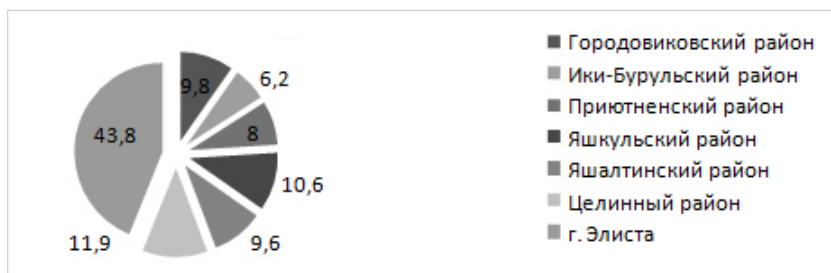 9,8
6,2
8
10,6
9,6
11,9
43,8
Городовиковский район
Ики-Бурульский район
Приютненский район
Яшкульский район
Яшалтинский район
Целинный район
г. Элиста